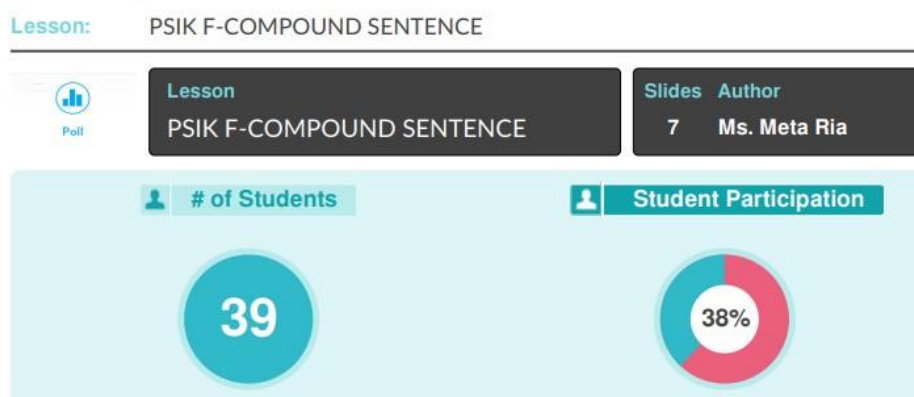 Lesson: PSIK F-COMPOUND SENTENCE
Lesson
PSIK F-COMPOUND SENTENCE
Slides Author
7 Ms. Meta Ria
Poll
# of Students
Student Participation
39
38%